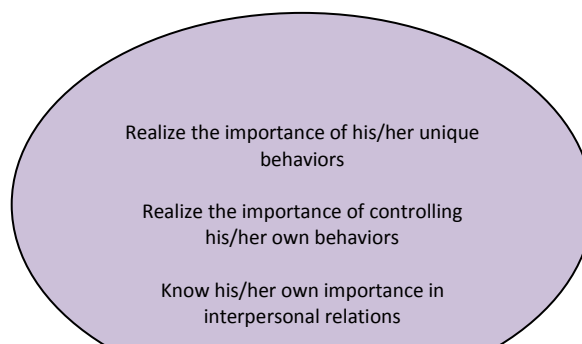 Realize the importance of his/her unique
behaviors
Realize the importance of controlling
his/her own behaviors
Know his/her own importance in
interpersonal relations